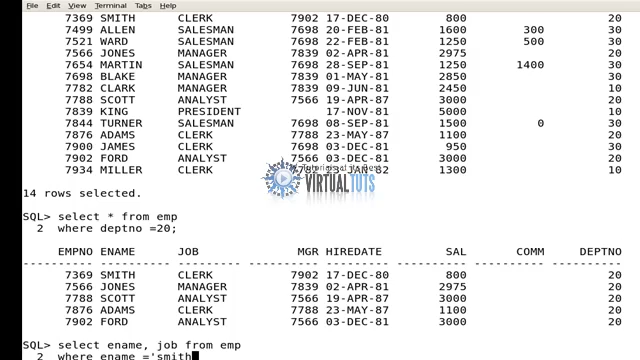 File Edit View Terminal Tabs Help
7369 SMITH CLERK 7902 17-DEC-80 800 20
7499 ALLEN SALESMAN 7698 20-FEB-81 1600 300 30
7521 WARD SALESMAN 7698 22-FEB-81 1250 500 30
7566 JONES MANAGER 7839 02-APR-81 2975 20
7654 MARTIN SALESMAN 7698 28-SEP-81 1250 1400 30
7698 BLAKE MANAGER 7839 01-MAY-81 2850 30
7782 CLARK MANAGER 7839 09-JUN-81 2450 10
7788 SCOTT ANALYST 7566 19-APR-87 3000 20
7839 KING PRESIDENT 17-NOV-81 5000 10
7844 TURNER SALESMAN 7698 08-SEP-81 1500 0 30
7876 ADAMS CLERK 7788 23-MAY-87 1100 20
7900 JAMES CLERK 7698 03-DEC-81 950 30
7902 FORD ANALYST 7566 03-DEC-81 3000 20
7934 MILLER CLERK 7782 23-JAN-82 1300 10
VIRTUALTUTS
14 rows selected.
SQL> select * from emp
2 where deptno =20;
EMPNO ENAME JOB MGR HIREDATE SAL COMM DEPTNO
---------- ---------- --------- ---------- --------- ---------- ---------- ----------
7369 SMITH CLERK 7902 17-DEC-80 800 20
7566 JONES MANAGER 7839 02-APR-81 2975 20
7788 SCOTT ANALYST 7566 19-APR-87 3000 20
7876 ADAMS CLERK 7788 23-MAY-87 1100 20
7902 FORD ANALYST 7566 03-DEC-81 3000 20
SQL> select ename, job from emp
2 where ename ='smith